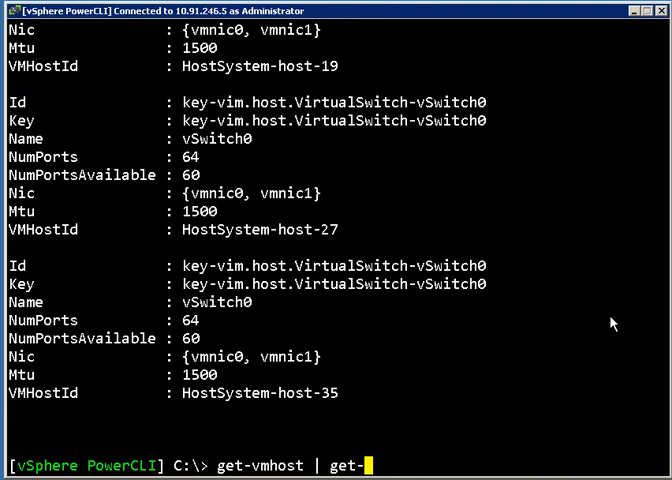 [vSphere PowerCLI] Connected to 10.91.246.5 as Administrator
Nic : {vmnic0, vmnic1}
Mtu : 1500
VMHostId : HostSystem-host-19
Id : key-vim.host.VirtualSwitch-vSwitch0
Key : key-vim.host.VirtualSwitch-vSwitch0
Name : vSwitch0
NumPorts : 64
NumPortsAvailable : 60
Nic : {vmnic0, vmnic1}
Mtu : 1500
VMHostId : HostSystem-host-27
Id : key-vim.host.VirtualSwitch-vSwitch0
Key : key-vim.host.VirtualSwitch-vSwitch0
Name : vSwitch0
NumPorts : 64
NumPortsAvailable : 60
Nic : {vmnic0, vmnic1}
Mtu : 1500
VMHostId : HostSystem-host-35
[vSphere PowerCLI] C:\> get-vmhost | get-